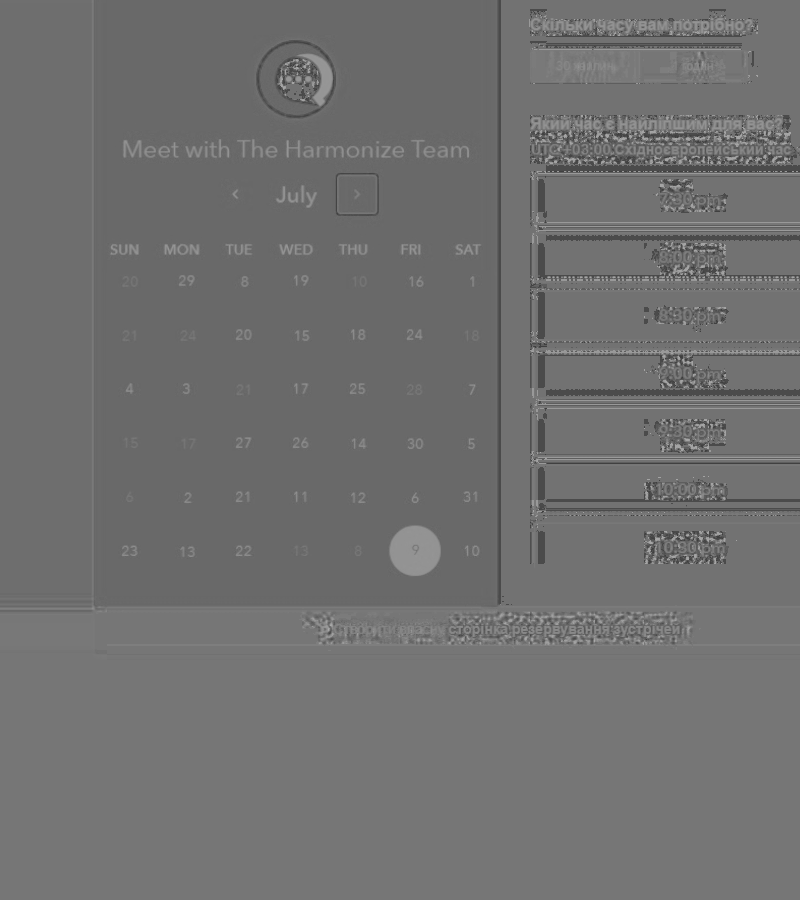 Meet with The Harmonize Team
July
SUN MON TUE WED THU FRI SAT
20 29 8 19 10 16 1
21 24 20 15 18 24 18
4 3 21 17 25 28 7
15 17 27 26 14 30 5
6 2 21 11 12 6 31
23 13 22 13 8 9 10
Скільки часу вам потрібно?
Який час є найліпшим для вас?
UTC +03:00 Східноєвропейський час
7:30 pm
8:00 pm
8:30 pm
9:00 pm
9:30 pm
10:00 pm
10:30 pm
сторінка резервування зустрічей